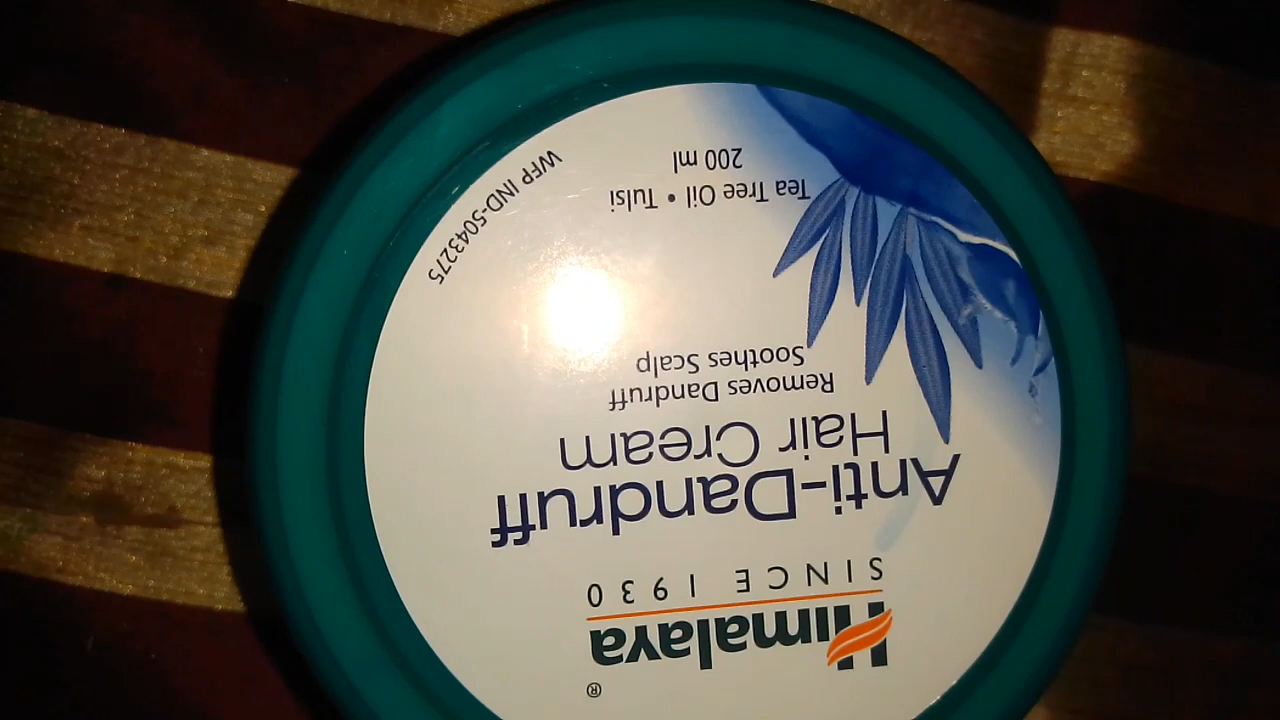 Himalaya®
SINCE 1930
Anti-Dandruff
Hair Cream
Removes Dandruff
Soothes Scalp
Tea Tree Oil • Tulsi
200 ml
WFP IND-5043275